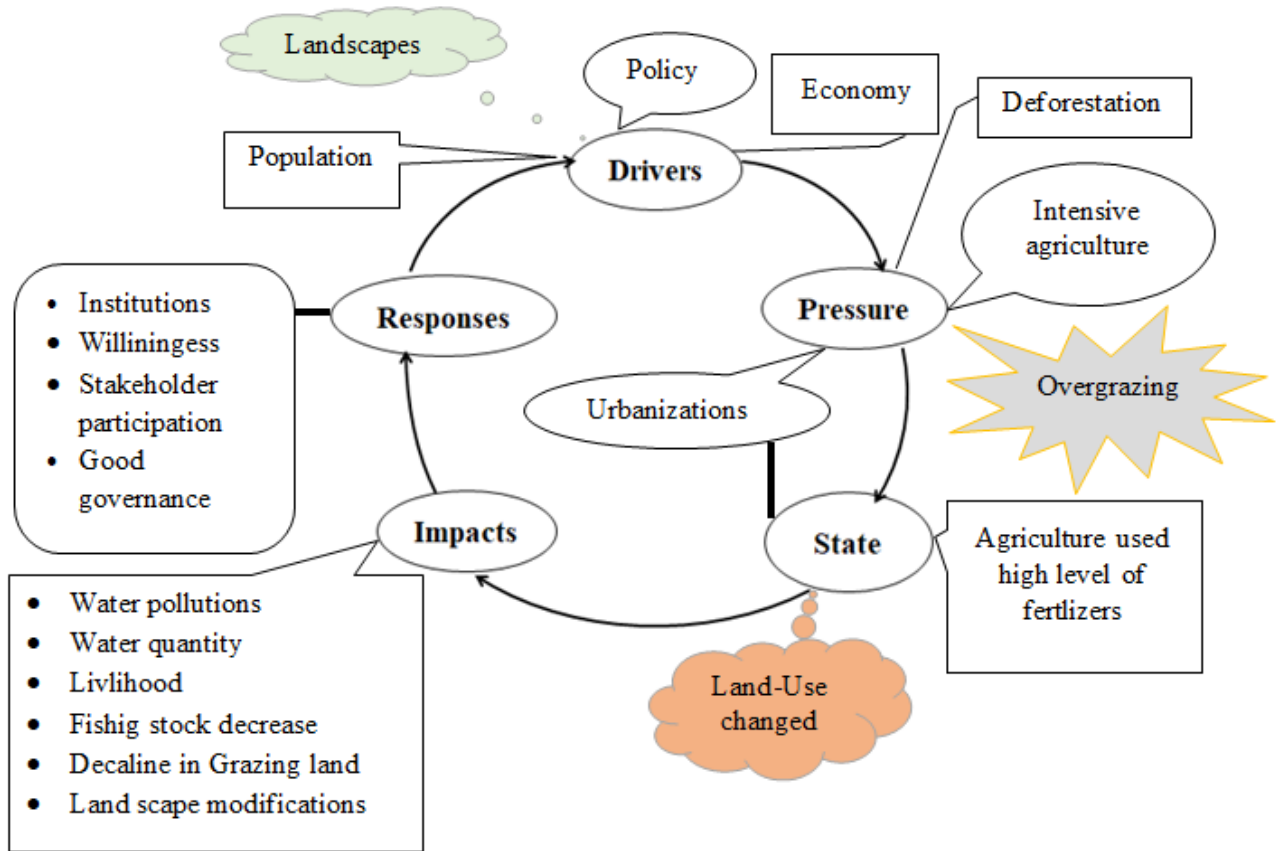 Landscapes
Policy
Economy
Deforestation
Population
Drivers
Intensive
agriculture
Pressure
Responses
• Institutions
• Williningess
• Stakeholder
participation
• Good
governance
Overgrazing
Urbanizations
Impacts
State
Agriculture used
high level of
fertlizers
• Water pollutions
• Water quantity
• Livlihood
• Fishig stock decrease
• Decaline in Grazing land
• Land scape modifications
Land-Use
changed